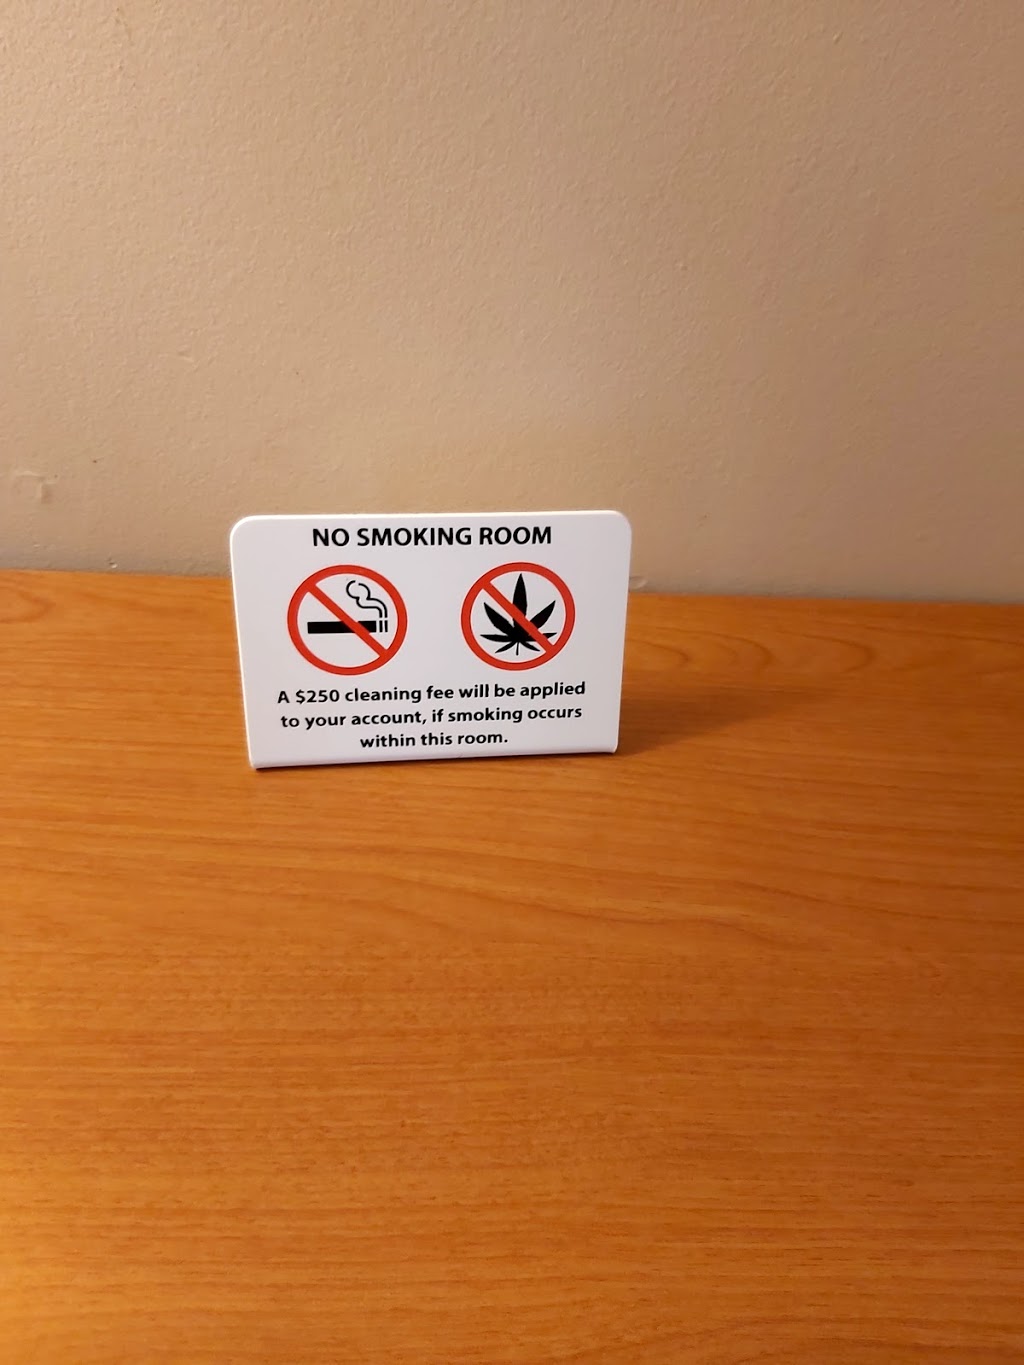 NO SMOKING ROOM
A $250 cleaning fee will be applied
to your account, if smoking occurs
within this room.